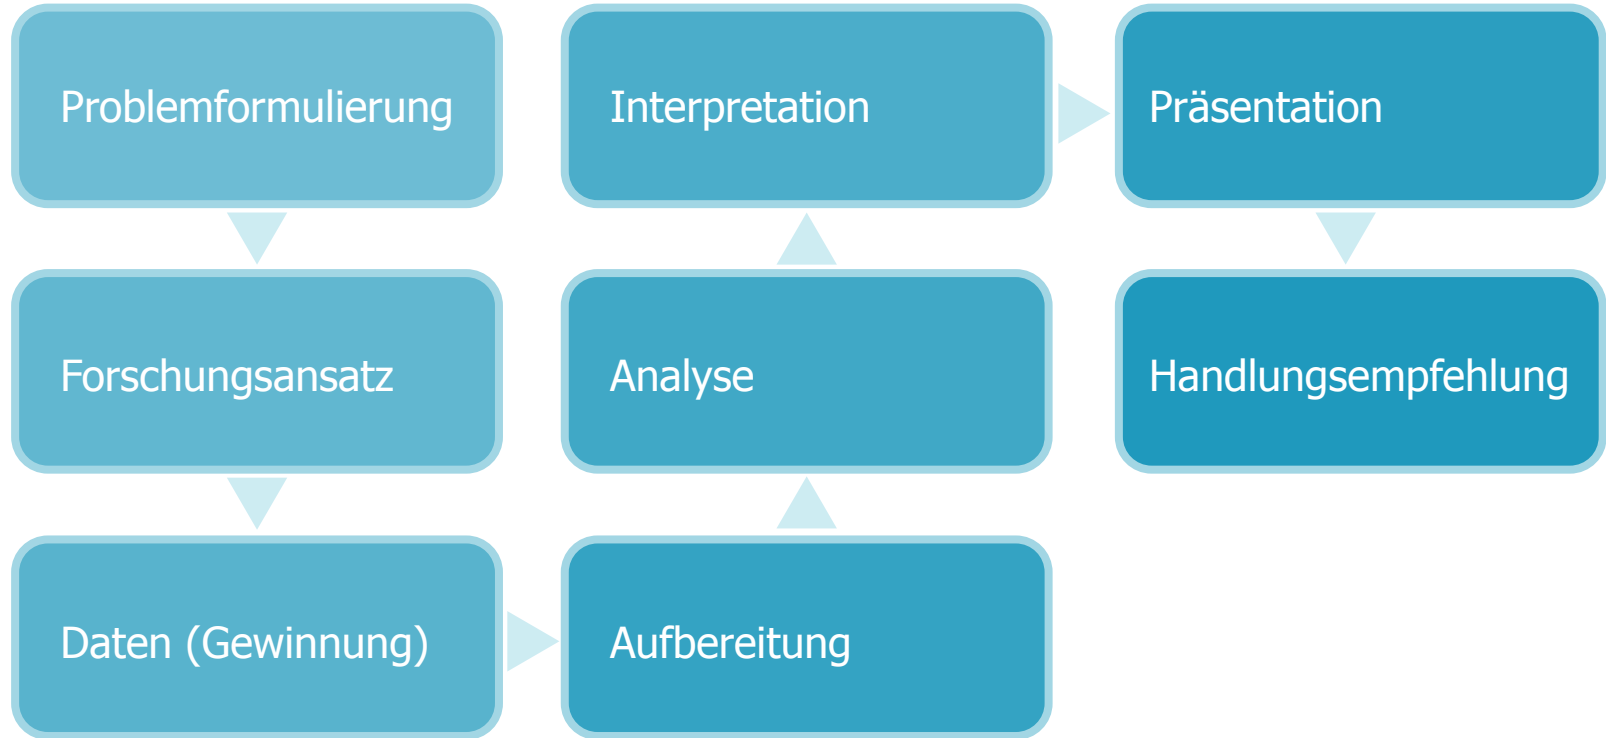 Problemformulierung
Forschungsansatz
Daten (Gewinnung)
Aufbereitung
Analyse
Interpretation
Präsentation
Handlungsempfehlung